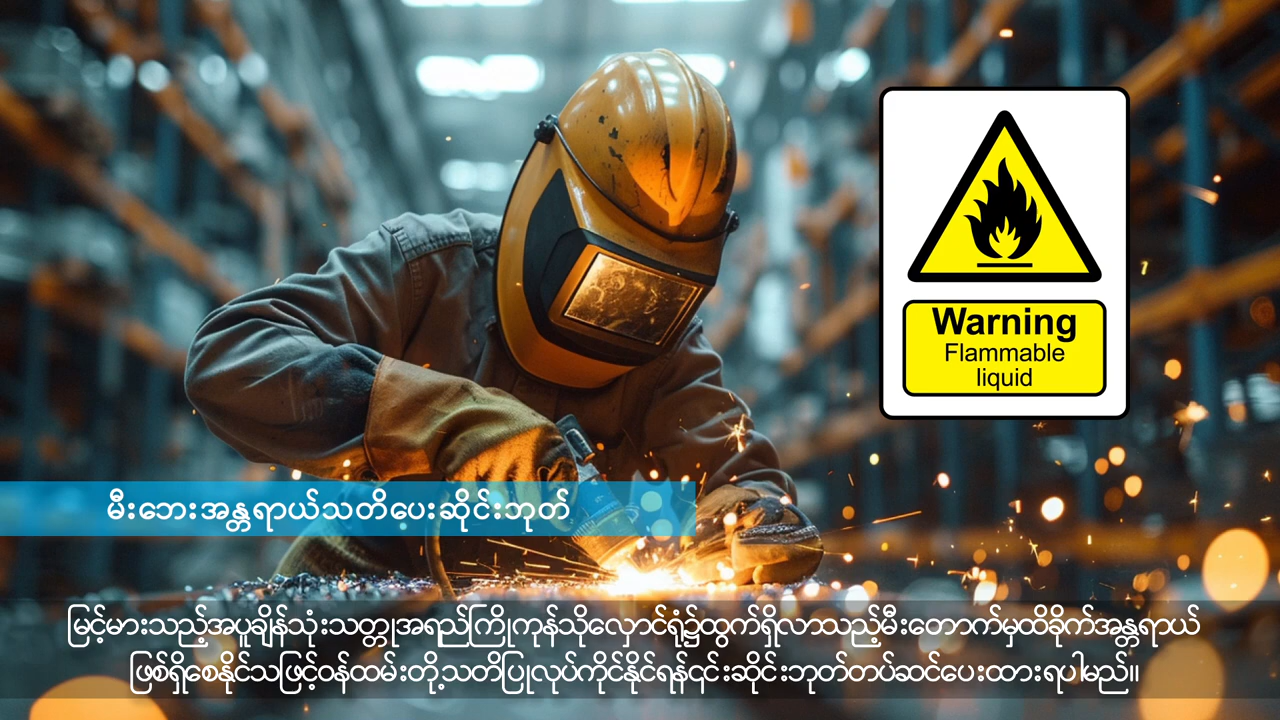 Warning
Flammable
liquid
မီးဘေးအန္တရာယ်သတိပေးဆိုင်းဘုတ်
မြင့်မားသည့်အပူချိန်သုံးသတ္တုအရည်ကြိုကုန်သိုလှောင်ရုံ၌ထွက်ရှိလာသည့်မီးတောက်မှထိခိုက်အန္တရာယ်
ဖြစ်ရှိစေနိုင်သဖြင့်ဝန်ထမ်းတို့သတိပြုလုပ်ကိုင်နိုင်ရန်၎င်းဆိုင်းဘုတ်တပ်ဆင်ပေးထားရပါမည်။